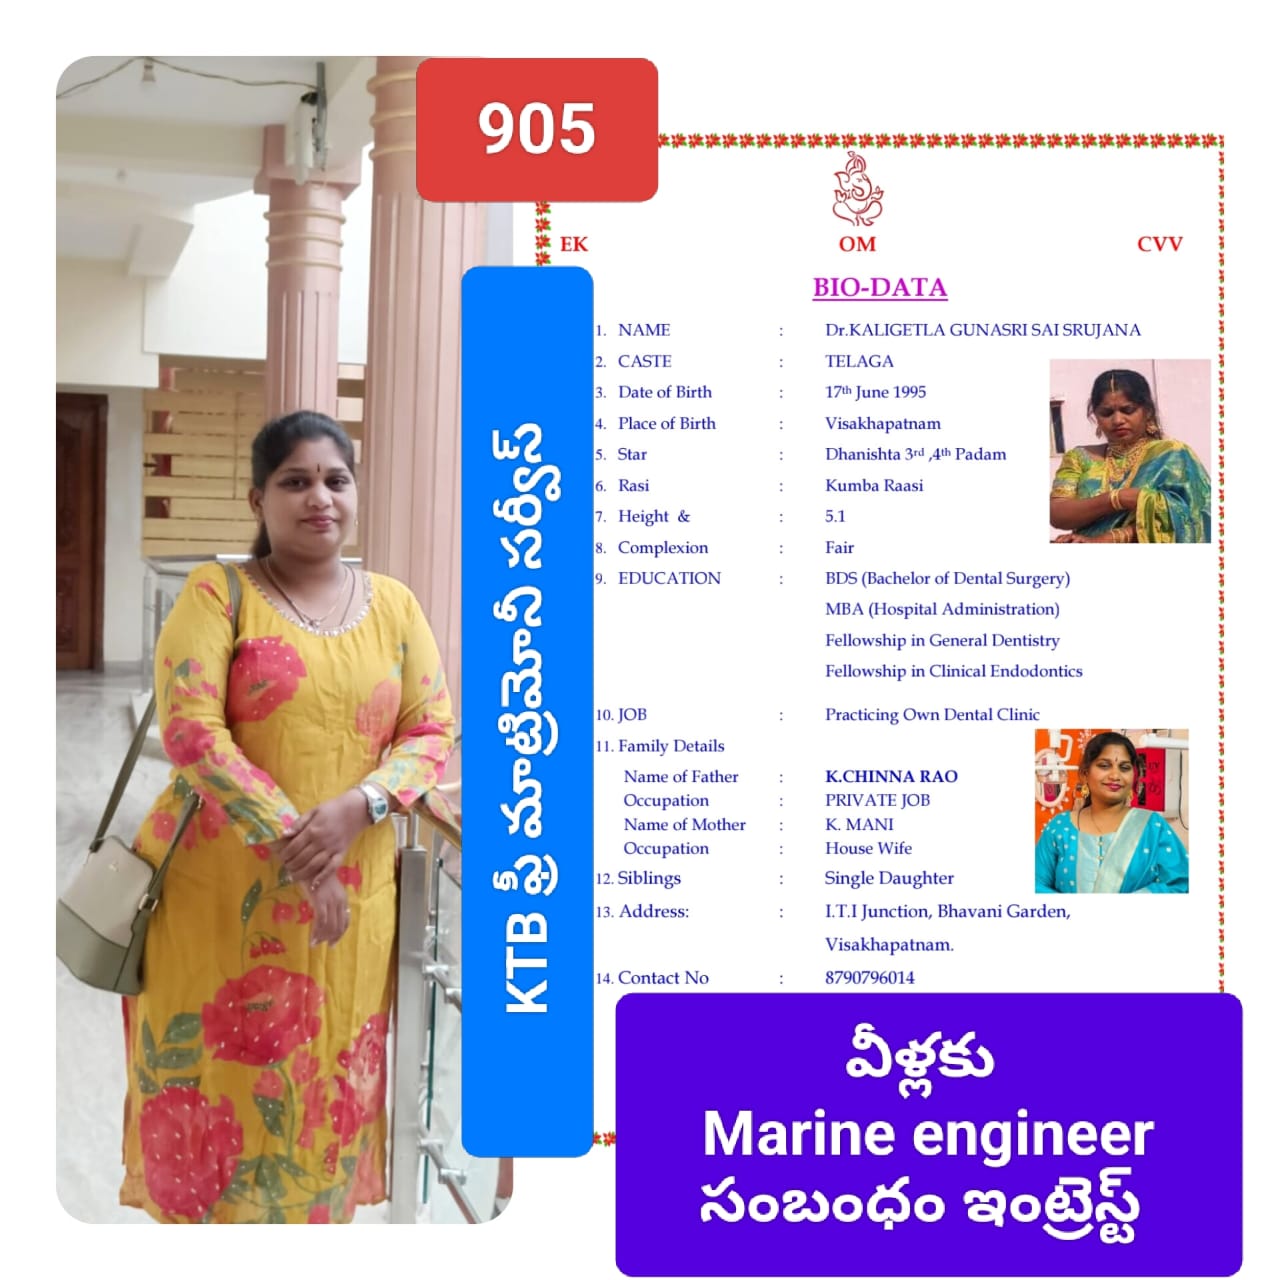 905
EK OM CVV
BIO-DATA
1. NAME : Dr.KALIGETLA GUNASRI SAI SRUJANA
2. CASTE : TELAGA
3. Date of Birth : 17th June 1995
4. Place of Birth : Visakhapatnam
5. Star : Dhanishta 3rd ,4th Padam
6. Rasi : Kumba Raasi
7. Height & : 5.1
8. Complexion : Fair
9. EDUCATION : BDS (Bachelor of Dental Surgery)
MBA (Hospital Administration)
Fellowship in General Dentistry
Fellowship in Clinical Endodontics
10. JOB : Practicing Own Dental Clinic
11. Family Details
Name of Father : K.CHINNA RAO
Occupation : PRIVATE JOB
Name of Mother : K. MANI
Occupation : House Wife
12. Siblings : Single Daughter
13. Address: : I.T.I Junction, Bhavani Garden,
Visakhapatnam.
14. Contact No : 8790796014
KTB ఫ్రీ మాట్రిమోనీ సర్వీస్
వీళ్లకు
Marine engineer
సంబంధం ఇంట్రెస్ట్